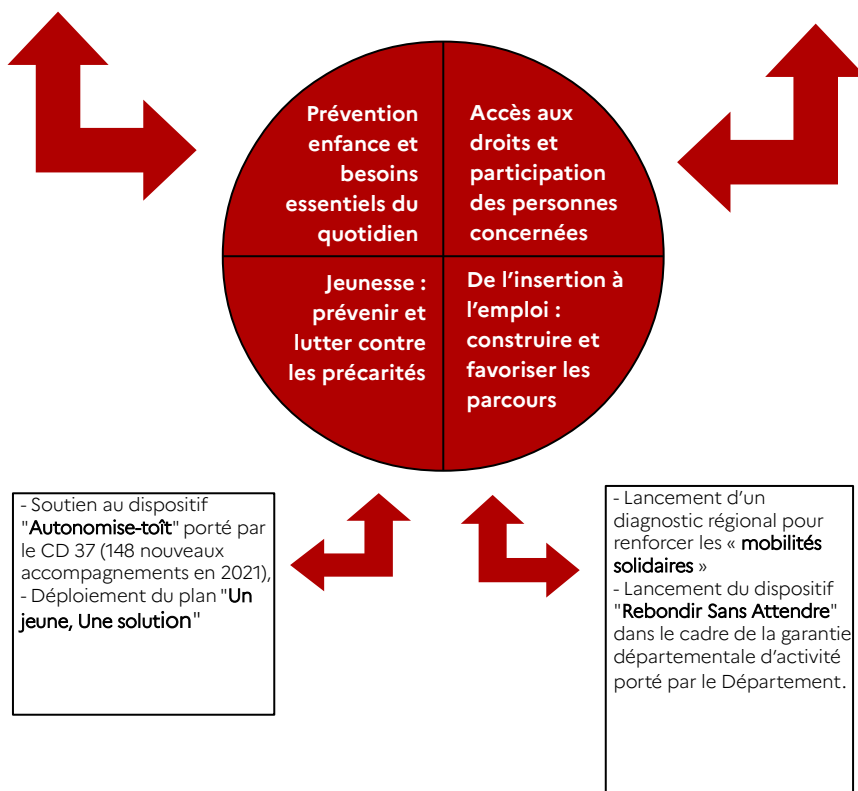 Prévention
enfance et
besoins
essentiels du
quotidien
Accès aux
droits et
participation
des personnes
concernées
Jeunesse :
prévenir et
lutter contre
les précarités
De l'insertion à
l'emploi :
construire et
favoriser les
parcours
- Soutien au dispositif
"Autonomise-toît" porté par
le CD 37 (148 nouveaux
accompagnements en 2021),
- Déploiement du plan "Un
jeune, Une solution"
- Lancement d'un
diagnostic régional pour
renforcer les « mobilités
solidaires »
- Lancement du dispositif
"Rebondir Sans Attendre"
dans le cadre de la garantie
départementale d'activité
porté par le Département.